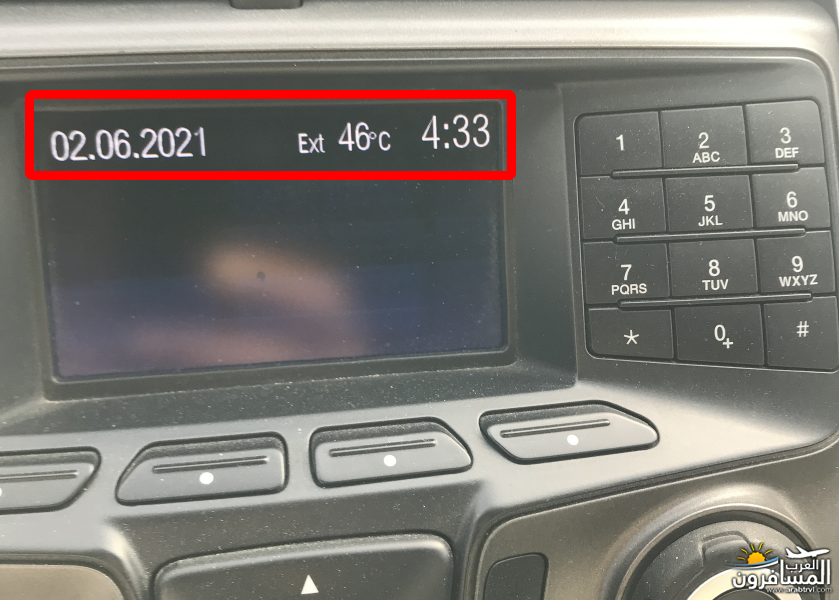 02.06.2021 Ext 46°C 4:33
1 2 ABC 3 DEF
4 GHI 5 JKL 6 MNO
7 PQRS 8 TUV 9 WXYZ
* 0+ #
العرب
المسافرون
www.arabtrvl.com